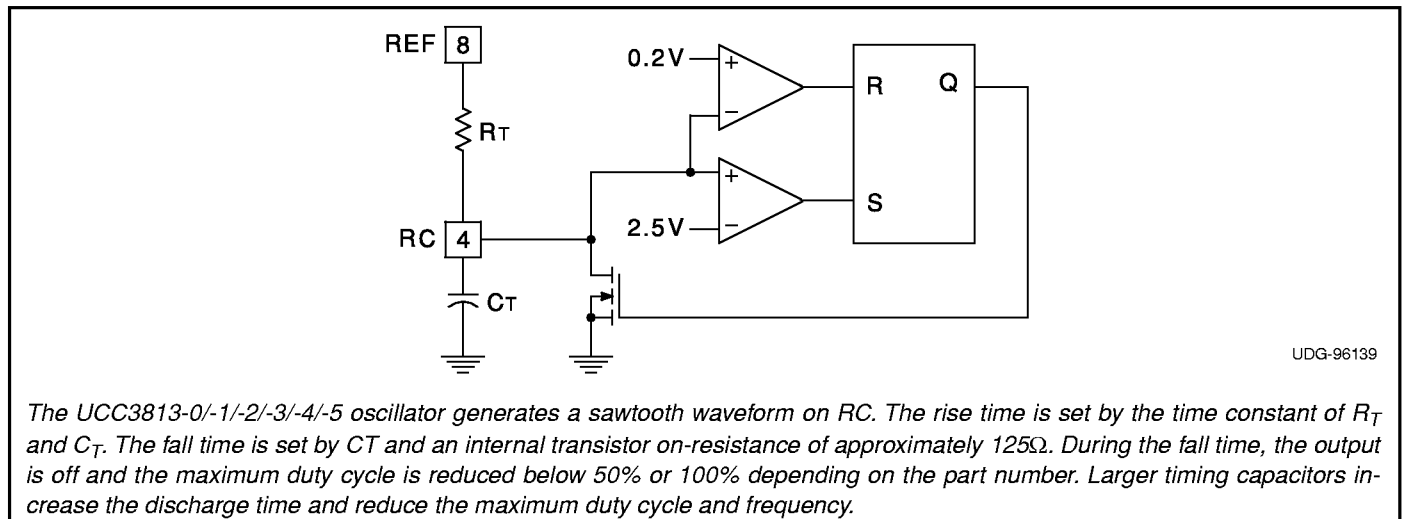 REF 8
0.2V
+
R
Q
RT
−
+
S
2.5V
−
RC 4
CT
UDG-96139
The UCC3813-0/-1/-2/-3/-4/-5 oscillator generates a sawtooth waveform on RC. The rise time is set by the time constant of RT
and CT. The fall time is set by CT and an internal transistor on-resistance of approximately 125Ω. During the fall time, the output
is off and the maximum duty cycle is reduced below 50% or 100% depending on the part number. Larger timing capacitors in-
crease the discharge time and reduce the maximum duty cycle and frequency.